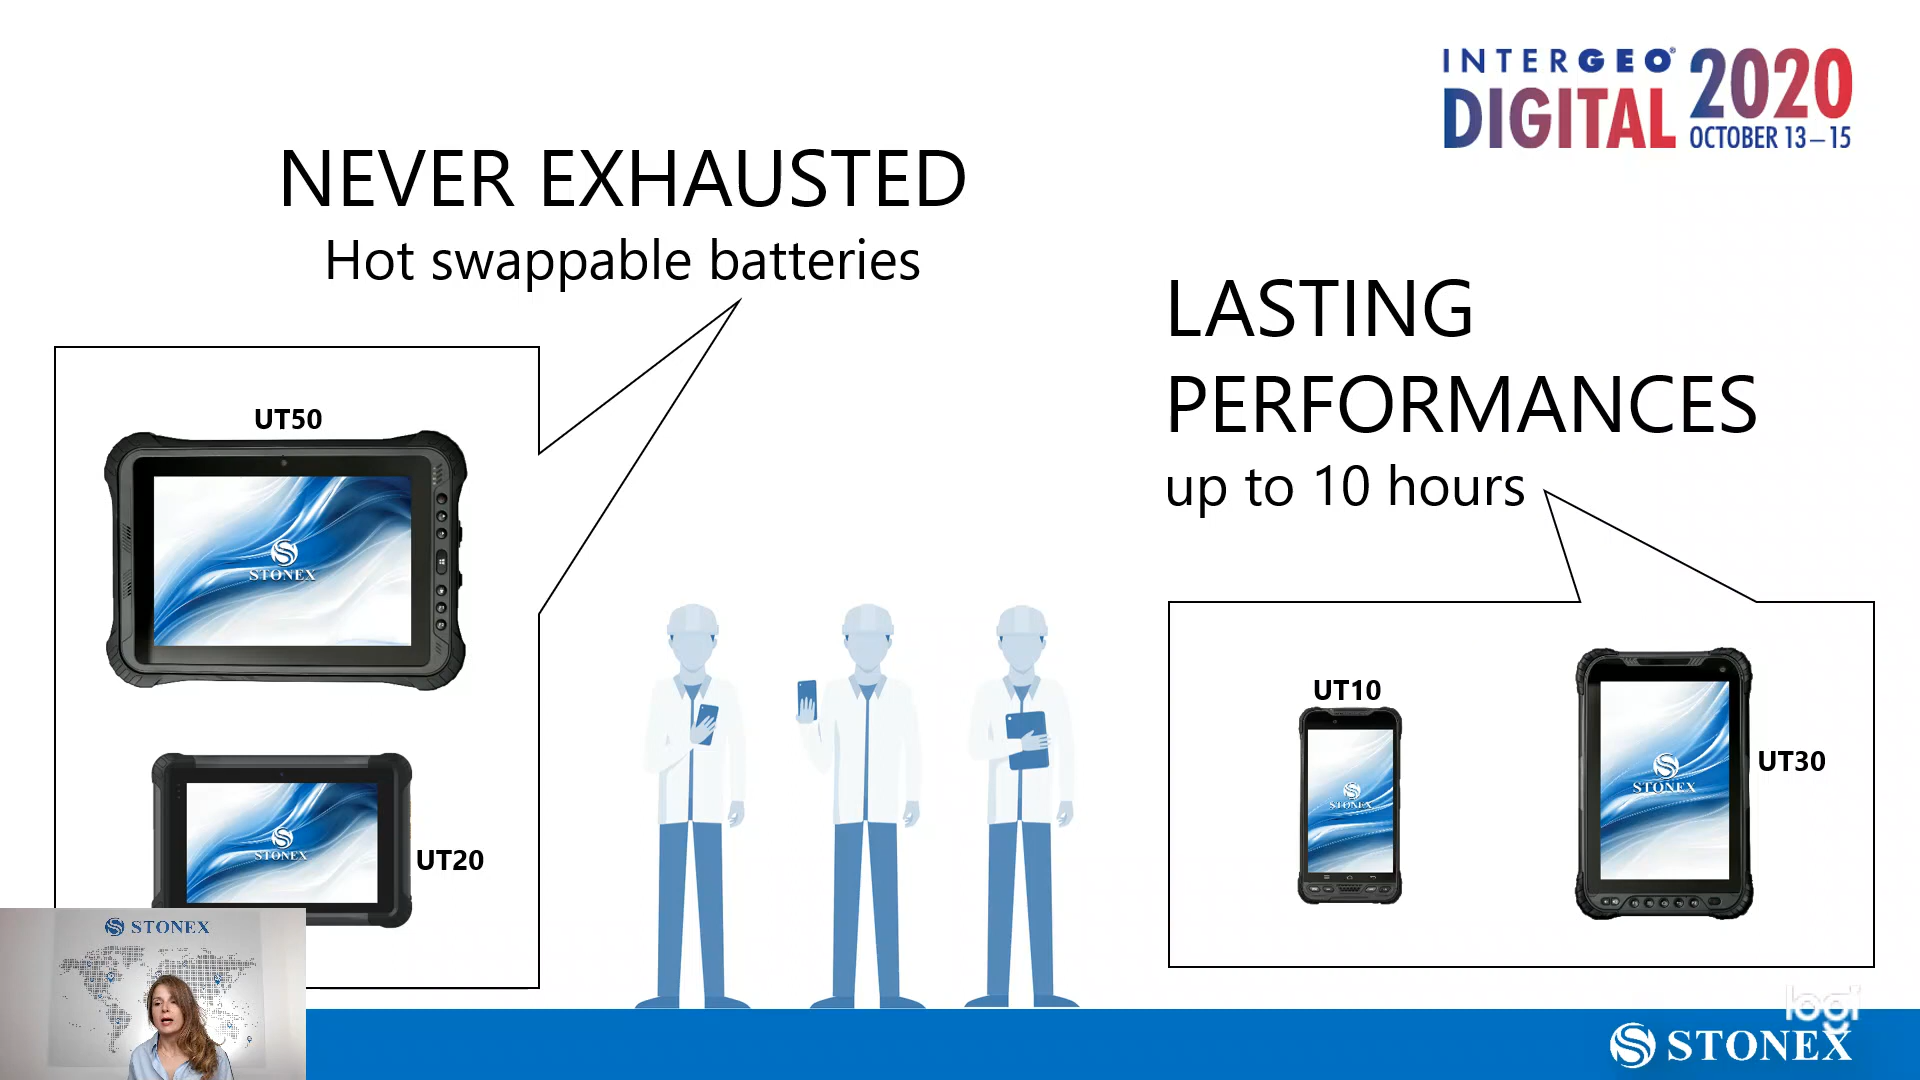 INTERGEO®
DIGITAL
2020
OCTOBER 13–15
NEVER EXHAUSTED
Hot swappable batteries
LASTING
PERFORMANCES
up to 10 hours
UT50
STONEX
UT20
STONEX
UT10
STONEX
UT30
STONEX
STONEX
logi
STONEX